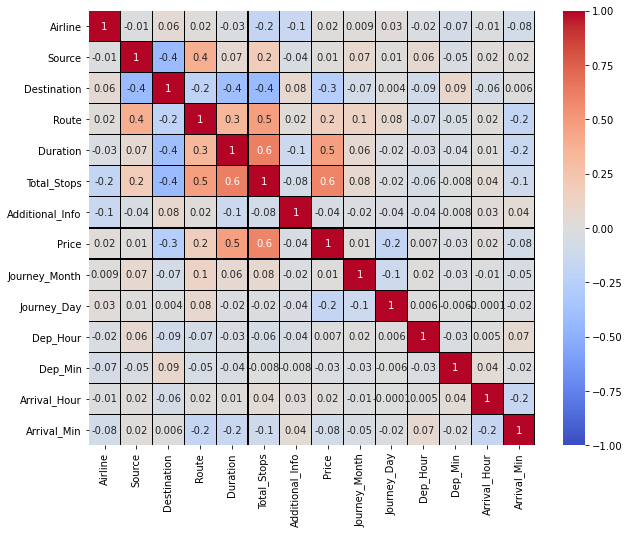 Airline 1 -0.01 0.06 0.02 -0.03 -0.2 -0.1 0.02 0.009 0.03 -0.02 -0.07 -0.01 -0.08
Source -0.01 1 -0.4 0.4 0.07 0.2 -0.04 0.01 0.07 0.01 0.06 -0.05 0.02 0.02
Destination 0.06 -0.4 1 -0.2 -0.4 -0.4 0.08 -0.3 -0.07 0.004 -0.09 0.09 -0.06 0.006
Route 0.02 0.4 -0.2 1 0.3 0.5 0.02 0.2 0.1 0.08 -0.07 -0.05 0.02 -0.2
Duration -0.03 0.07 -0.4 0.3 1 0.6 -0.1 0.5 0.06 -0.02 -0.03 -0.04 0.01 -0.2
Total_Stops -0.2 0.2 -0.4 0.5 0.6 1 -0.08 0.6 0.08 -0.02 -0.06 -0.008 0.04 -0.1
Additional_Info -0.1 -0.04 0.08 0.02 -0.1 -0.08 1 -0.04 -0.02 -0.04 -0.04 -0.008 0.03 0.04
Price 0.02 0.01 -0.3 0.2 0.5 0.6 -0.04 1 0.01 -0.2 0.007 -0.03 0.02 -0.08
Journey_Month 0.009 0.07 -0.07 0.1 0.06 0.08 -0.02 0.01 1 -0.1 0.02 -0.03 -0.01 -0.05
Journey_Day 0.03 0.01 0.004 0.08 -0.02 -0.02 -0.04 -0.2 -0.1 1 0.006 -0.006 -0.0001 -0.02
Dep_Hour -0.02 0.06 -0.09 -0.07 -0.03 -0.06 -0.04 0.007 0.02 0.006 1 -0.03 0.005 0.07
Dep_Min -0.07 -0.05 0.09 -0.05 -0.04 -0.008 -0.008 -0.03 -0.03 -0.006 -0.03 1 0.04 -0.02
Arrival_Hour -0.01 0.02 -0.06 0.02 0.01 0.04 0.03 0.02 -0.01 -0.0001 0.005 0.04 1 -0.2
Arrival_Min -0.08 0.02 0.006 -0.2 -0.2 -0.1 0.04 -0.08 -0.05 -0.02 0.07 -0.02 -0.2 1
Airline Source Destination Route Duration Total_Stops Additional_Info Price Journey_Month Journey_Day Dep_Hour Dep_Min Arrival_Hour Arrival_Min
1.00
0.75
0.50
0.25
0.00
−0.25
−0.50
−0.75
−1.00